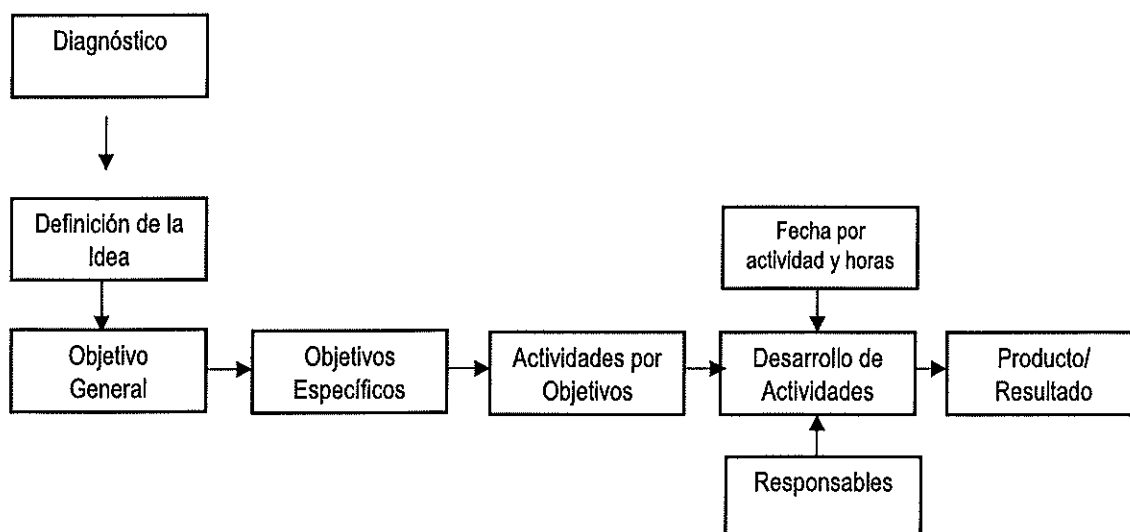 Diagnóstico
Definición de la
Idea
Fecha por
actividad y horas
Objetivo
General
Objetivos
Específicos
Actividades por
Objetivos
Desarrollo de
Actividades
Producto/
Resultado
Responsables